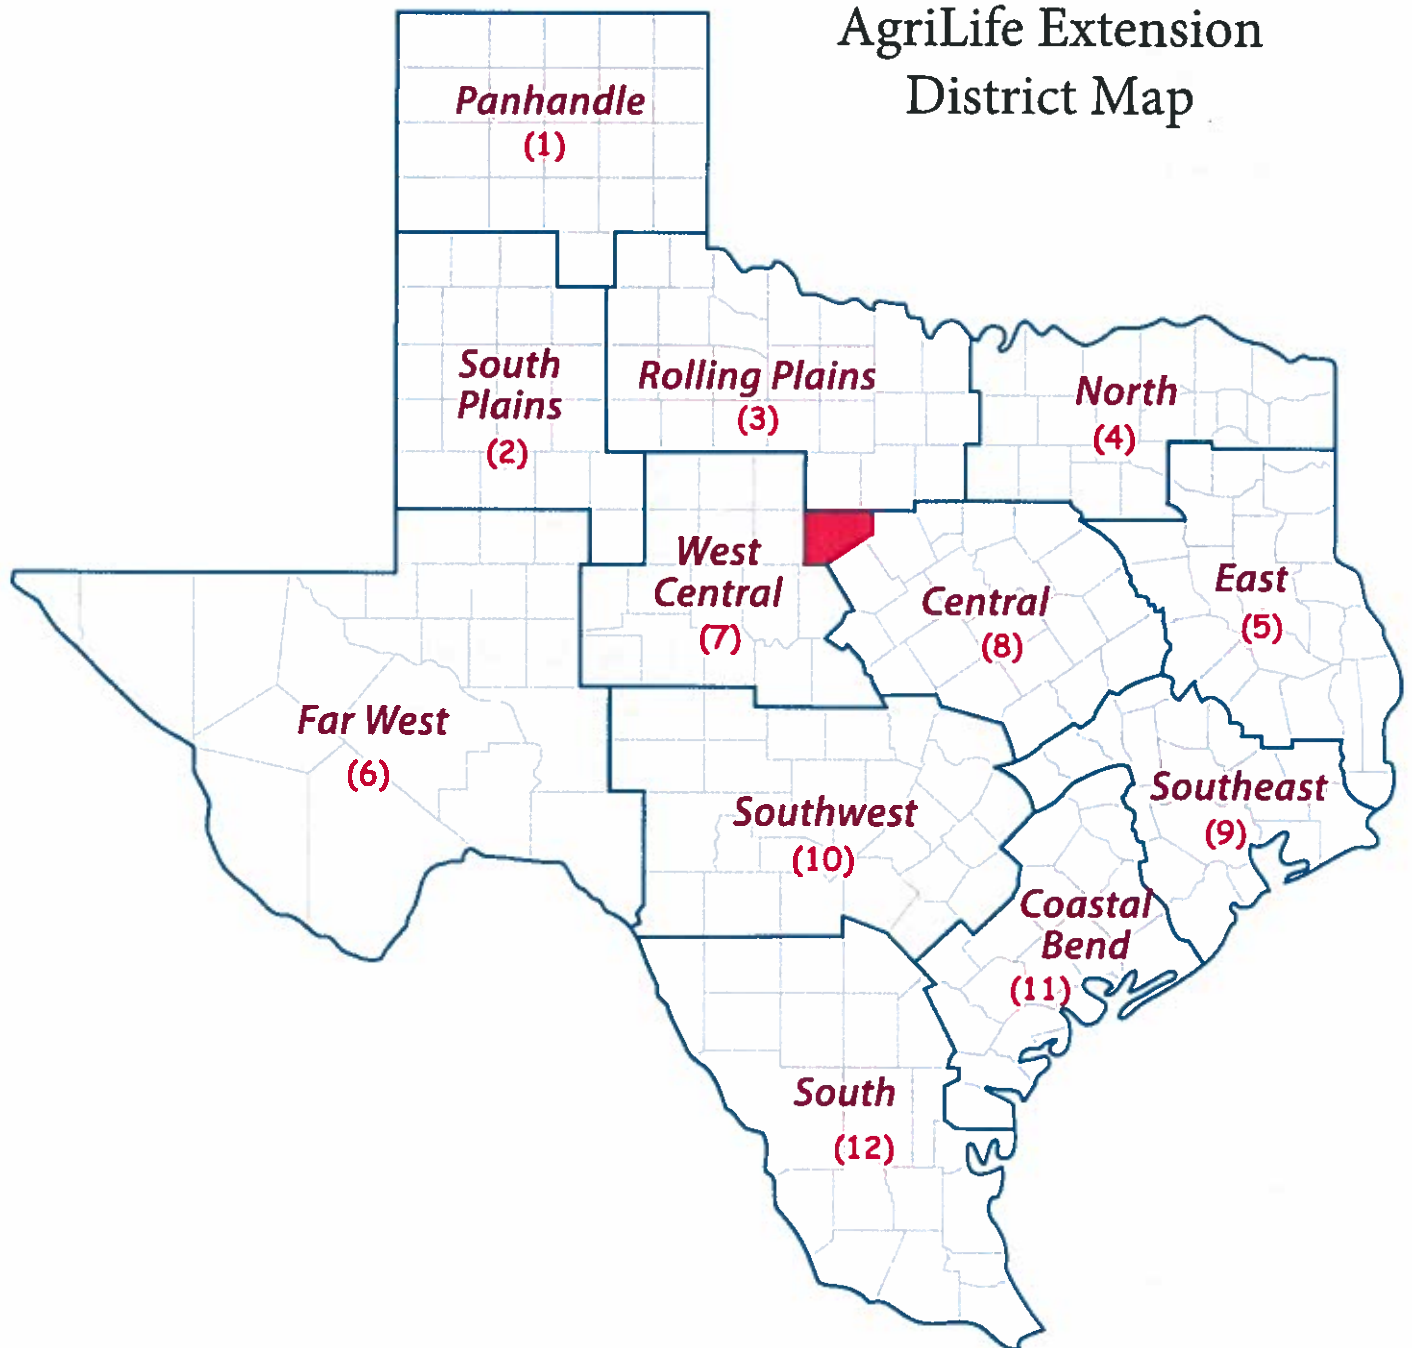 AgriLife Extension
District Map
Panhandle
(1)
South
Plains
(2)
Rolling Plains
(3)
North
(4)
West
Central
(7)
Central
(8)
East
(5)
Far West
(6)
Southwest
(10)
Southeast
(9)
Coastal
Bend
(11)
South
(12)